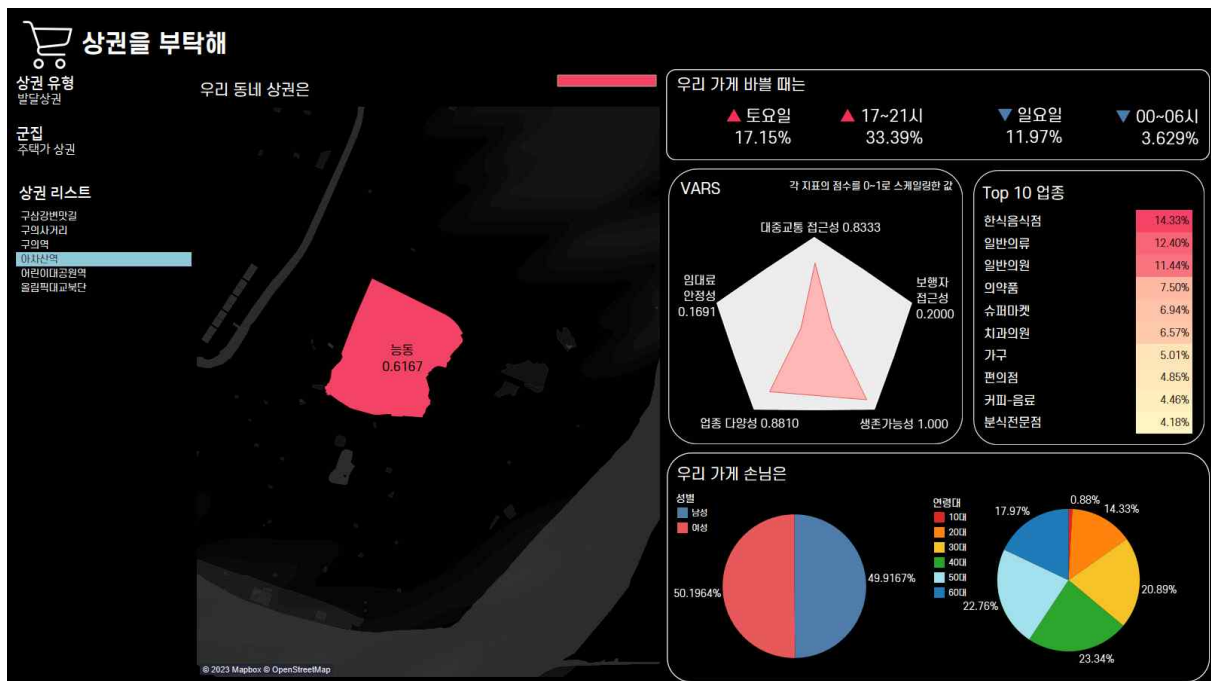 상권을 부탁해
상권 유형
발달상권
군집
주택가 상권
상권 리스트
구삼강변맛길
구의사거리
구의역
아차산역
어린이대공원역
올림픽대교북단
우리 동네 상권은
능동
0.6167
© 2023 Mapbox © OpenStreetMap
우리 가게 바쁠 때는
▲ 토요일
17.15%
▲ 17~21시
33.39%
▼ 일요일
11.97%
▼ 00~06시
3.629%
VARS
각 지표의 점수를 0~1로 스케일링한 값
대중교통 접근성 0.8333
임대료
안정성
0.1691
보행자
접근성
0.2000
업종 다양성 0.8810
생존가능성 1.000
Top 10 업종
한식음식점 14.33%
일반의류 12.40%
일반의원 11.44%
의약품 7.50%
슈퍼마켓 6.94%
치과의원 6.57%
가구 5.01%
편의점 4.85%
커피-음료 4.46%
분식전문점 4.18%
우리 가게 손님은
성별
남성
여성
50.1964%
49.9167%
연령대
10대
20대
30대
40대
50대
60대
0.88%
14.33%
20.89%
23.34%
22.76%
17.97%